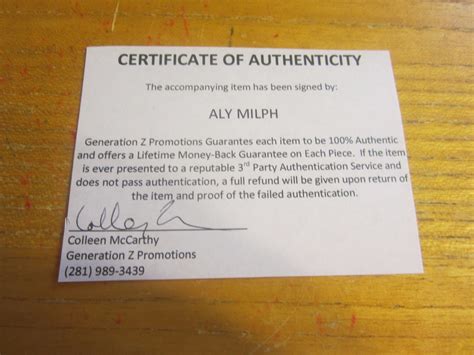 CERTIFICATE OF AUTHENTICITY
The accompanying item has been signed by:
ALY MILPH
Generation Z Promotions Guarantes each item to be 100% Authentic
and offers a Lifetime Money-Back Guarantee on Each Piece.  If the item
is ever presented to a reputable 3rd Party Authentication Service and
does not pass authentication, a full refund will be given upon return of
the item and proof of the failed authentication.
Colleen McCarthy
Generation Z Promotions
(281) 989-3439